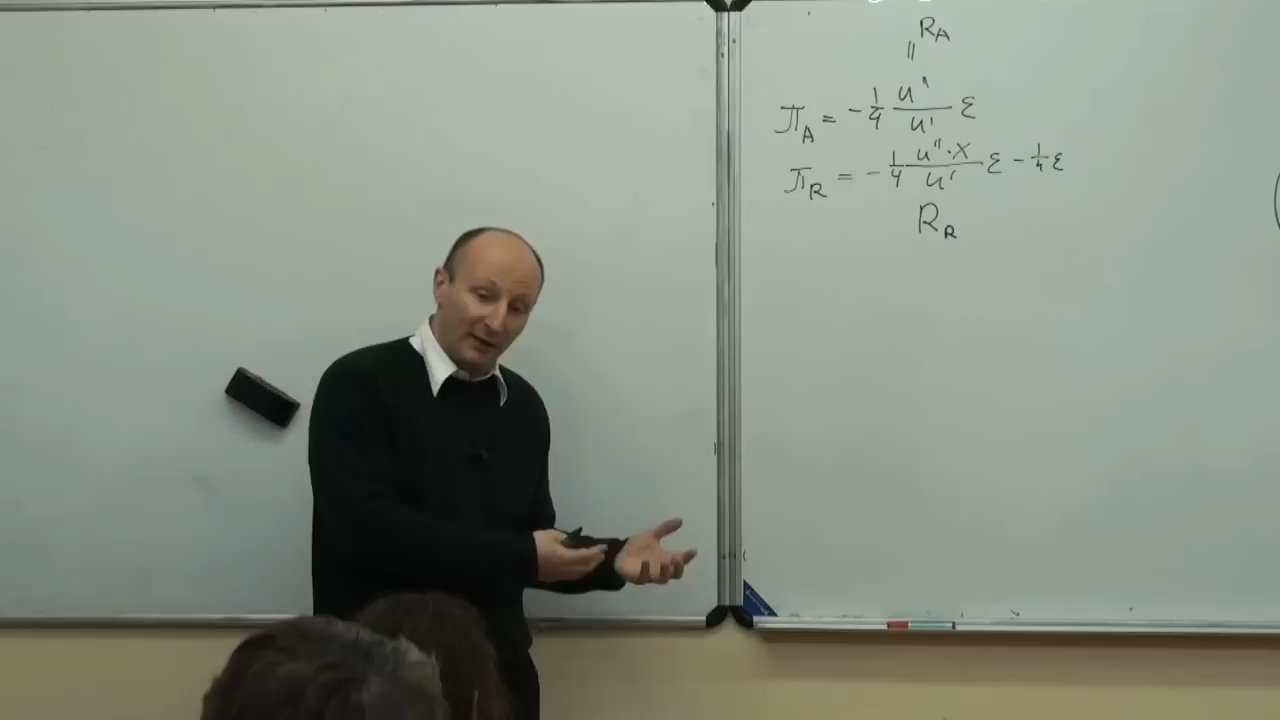 R_A
||
π_A = -1/4 u''/u' ε
π_R = -1/4 u''·x/u' ε - 1/4 ε
R_R